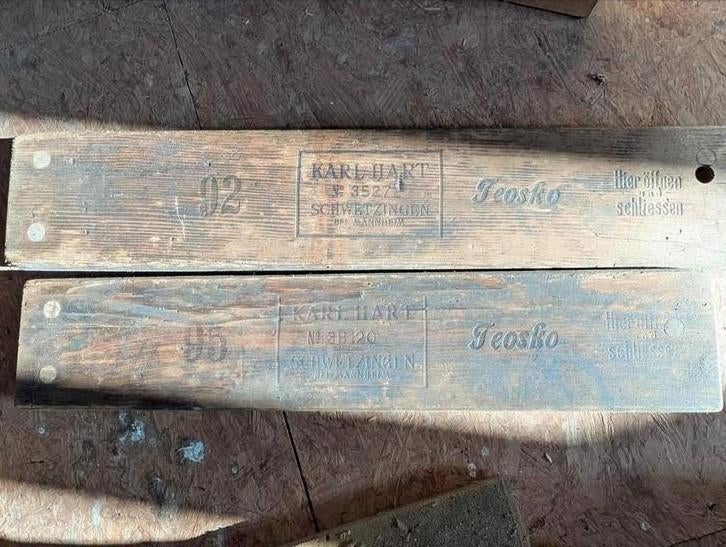 92
KARL HART
№ 3527
SCHWETZINGEN
BEI MANNHEIM
Teosko
Hier öffnen
und
schliessen
95
KARL HART
№ 38120
SCHWETZINGEN
BEI MANNHEIM
Teosko
Hier öffnen
und
schliessen